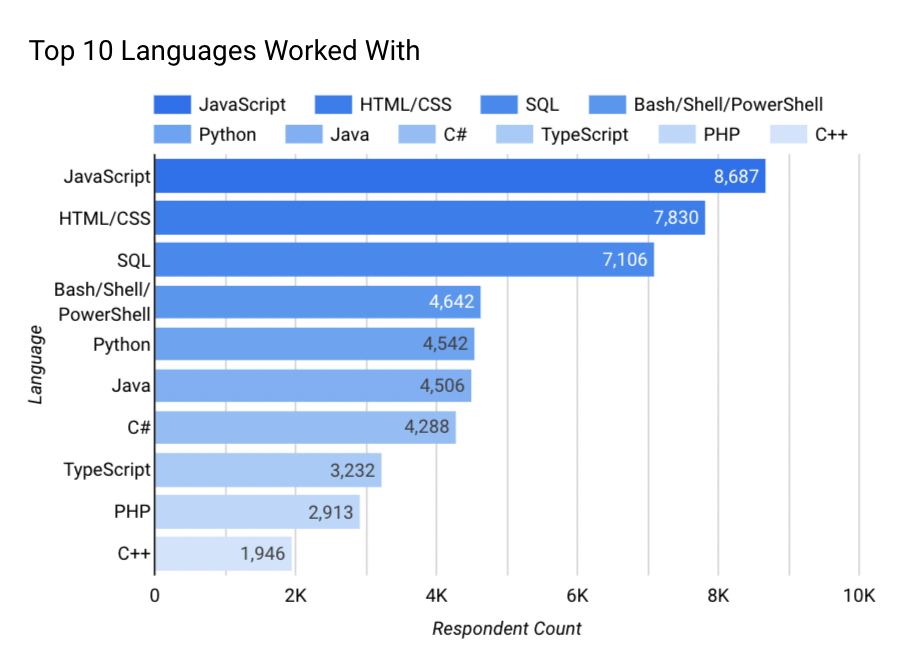 Top 10 Languages Worked With
JavaScript HTML/CSS SQL Bash/Shell/PowerShell
Python Java C# TypeScript PHP C++
Language
JavaScript 8,687
HTML/CSS 7,830
SQL 7,106
Bash/Shell/
PowerShell 4,642
Python 4,542
Java 4,506
C# 4,288
TypeScript 3,232
PHP 2,913
C++ 1,946
0 2K 4K 6K 8K 10K
Respondent Count